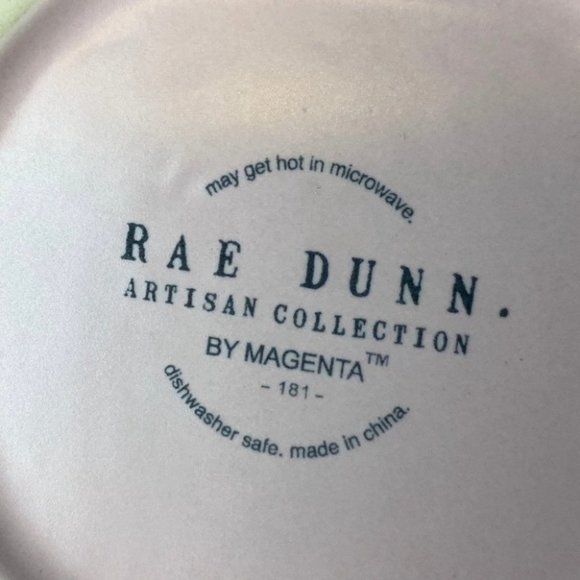 may get hot in microwave.
RAE DUNN.
ARTISAN COLLECTION
BY MAGENTA™
- 181 -
dishwasher safe. made in china.